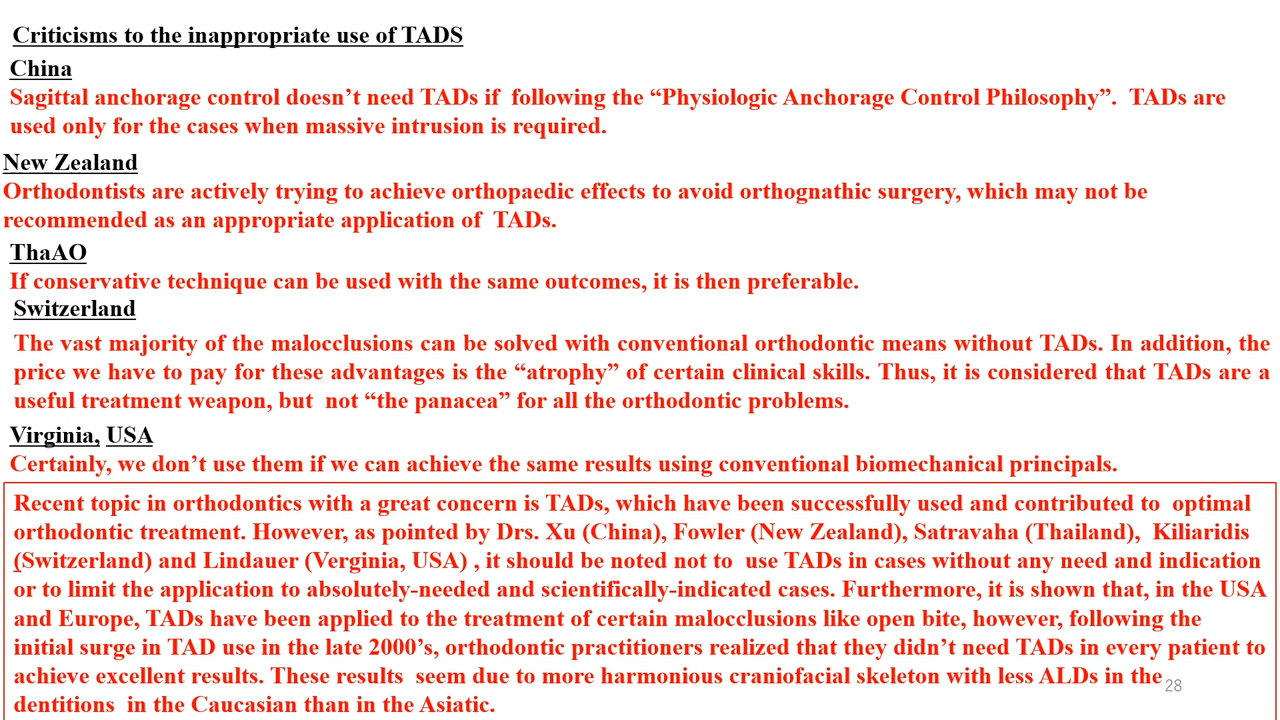 Criticisms to the inappropriate use of TADS
China
Sagittal anchorage control doesn’t need TADs if following the “Physiologic Anchorage Control Philosophy”. TADs are
used only for the cases when massive intrusion is required.
New Zealand
Orthodontists are actively trying to achieve orthopaedic effects to avoid orthognathic surgery, which may not be
recommended as an appropriate application of TADs.
ThaAO
If conservative technique can be used with the same outcomes, it is then preferable.
Switzerland
The vast majority of the malocclusions can be solved with conventional orthodontic means without TADs. In addition, the
price we have to pay for these advantages is the “atrophy” of certain clinical skills. Thus, it is considered that TADs are a
useful treatment weapon, but not “the panacea” for all the orthodontic problems.
Virginia, USA
Certainly, we don’t use them if we can achieve the same results using conventional biomechanical principals.
Recent topic in orthodontics with a great concern is TADs, which have been successfully used and contributed to optimal
orthodontic treatment. However, as pointed by Drs. Xu (China), Fowler (New Zealand), Satravaha (Thailand), Kiliaridis
(Switzerland) and Lindauer (Verginia, USA) , it should be noted not to use TADs in cases without any need and indication
or to limit the application to absolutely-needed and scientifically-indicated cases. Furthermore, it is shown that, in the USA
and Europe, TADs have been applied to the treatment of certain malocclusions like open bite, however, following the
initial surge in TAD use in the late 2000’s, orthodontic practitioners realized that they didn’t need TADs in every patient to
achieve excellent results. These results seem due to more harmonious craniofacial skeleton with less ALDs in the
dentitions in the Caucasian than in the Asiatic.
28